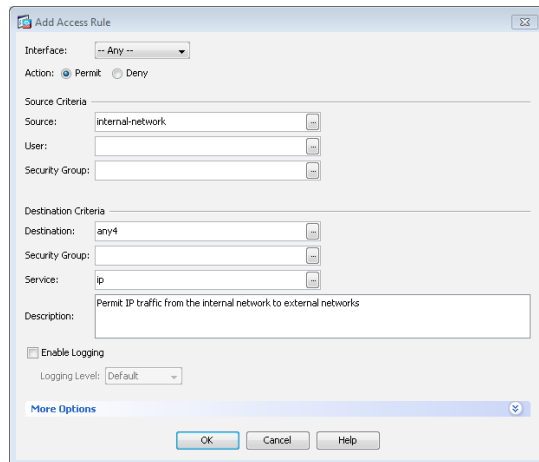 Add Access Rule
Interface: -- Any --
Action: Permit Deny
Source Criteria
Source: internal-network ...
User: ...
Security Group: ...
Destination Criteria
Destination: any4 ...
Security Group: ...
Service: ip ...
Permit IP traffic from the internal network to external networks
Description:
Enable Logging
Logging Level: Default
More Options
OK Cancel Help